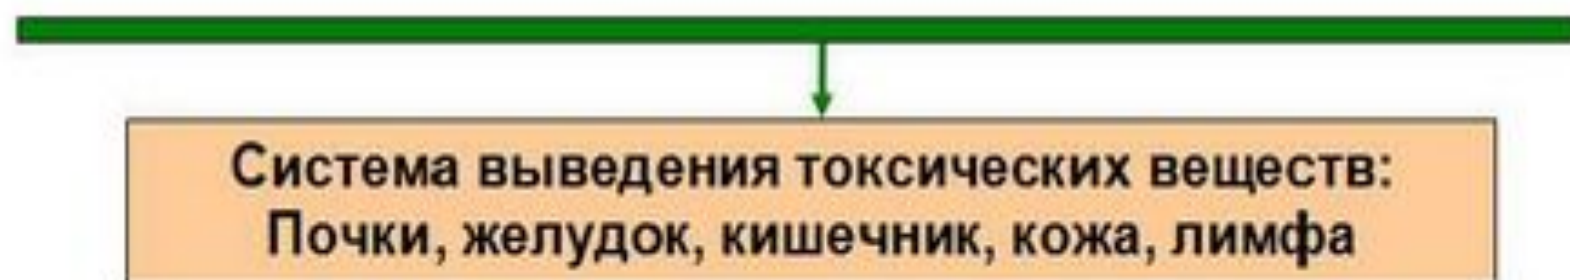 Система выведения токсических веществ:
Почки, желудок, кишечник, кожа, лимфа